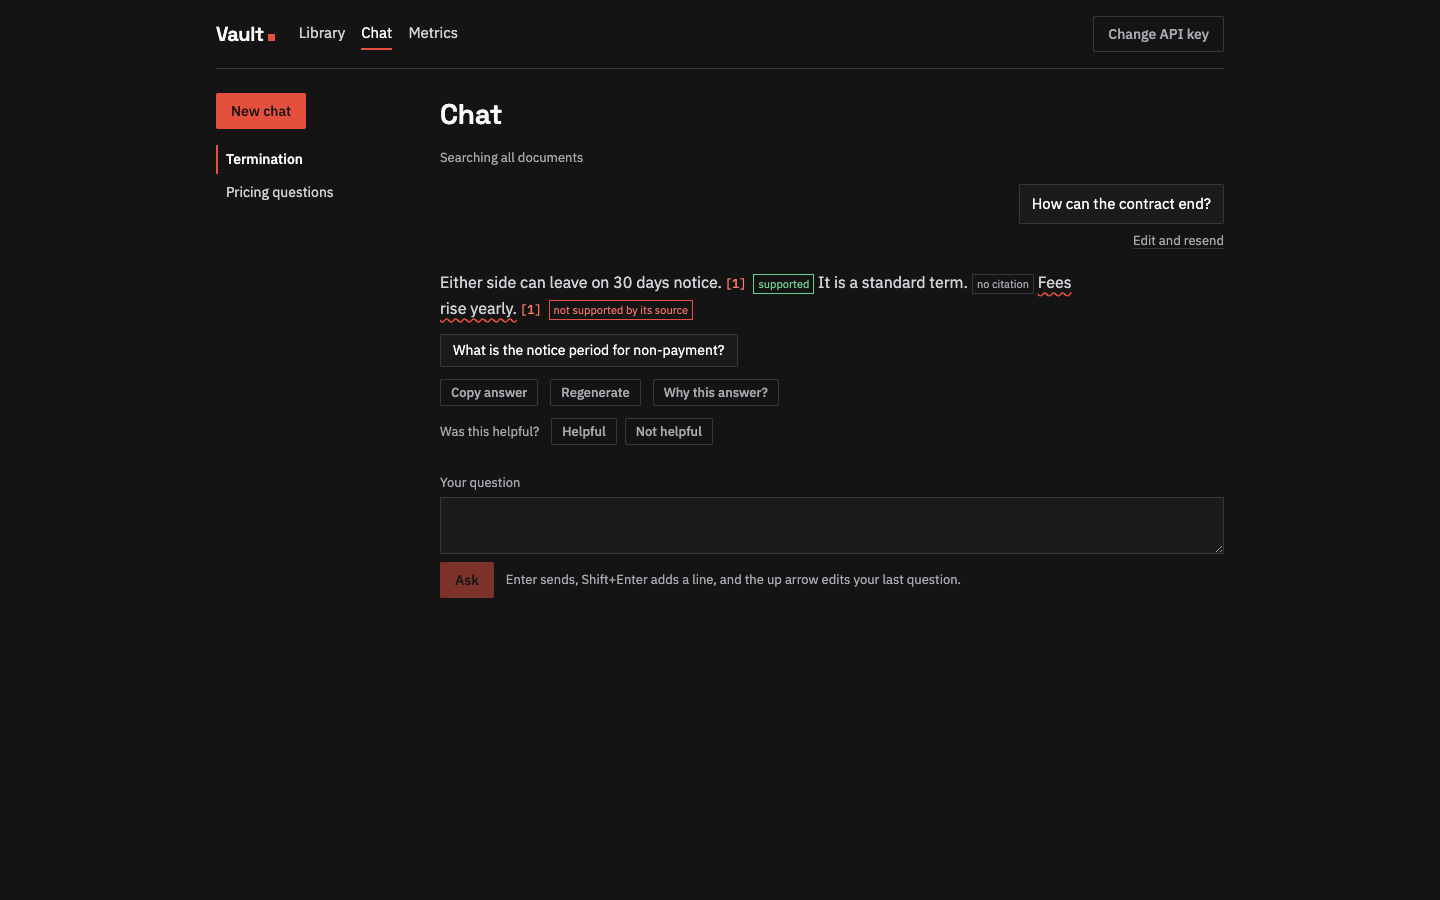 Vault
Library
Chat
Metrics
Change API key
New chat
Termination
Pricing questions
Chat
Searching all documents
How can the contract end?
Edit and resend
Either side can leave on 30 days notice. [1] supported It is a standard term. no citation Fees
rise yearly. [1] not supported by its source
What is the notice period for non-payment?
Copy answer
Regenerate
Why this answer?
Was this helpful?
Helpful
Not helpful
Your question
Ask
Enter sends, Shift+Enter adds a line, and the up arrow edits your last question.